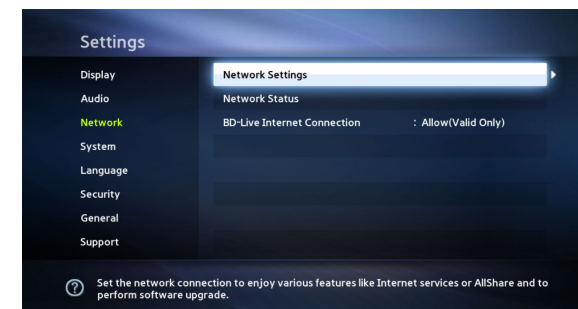 Settings
Display
Network Settings
Audio
Network Status
Network
BD-Live Internet Connection : Allow(Valid Only)
System
Language
Security
General
Support
? Set the network connection to enjoy various features like Internet services or AllShare and to
perform software upgrade.